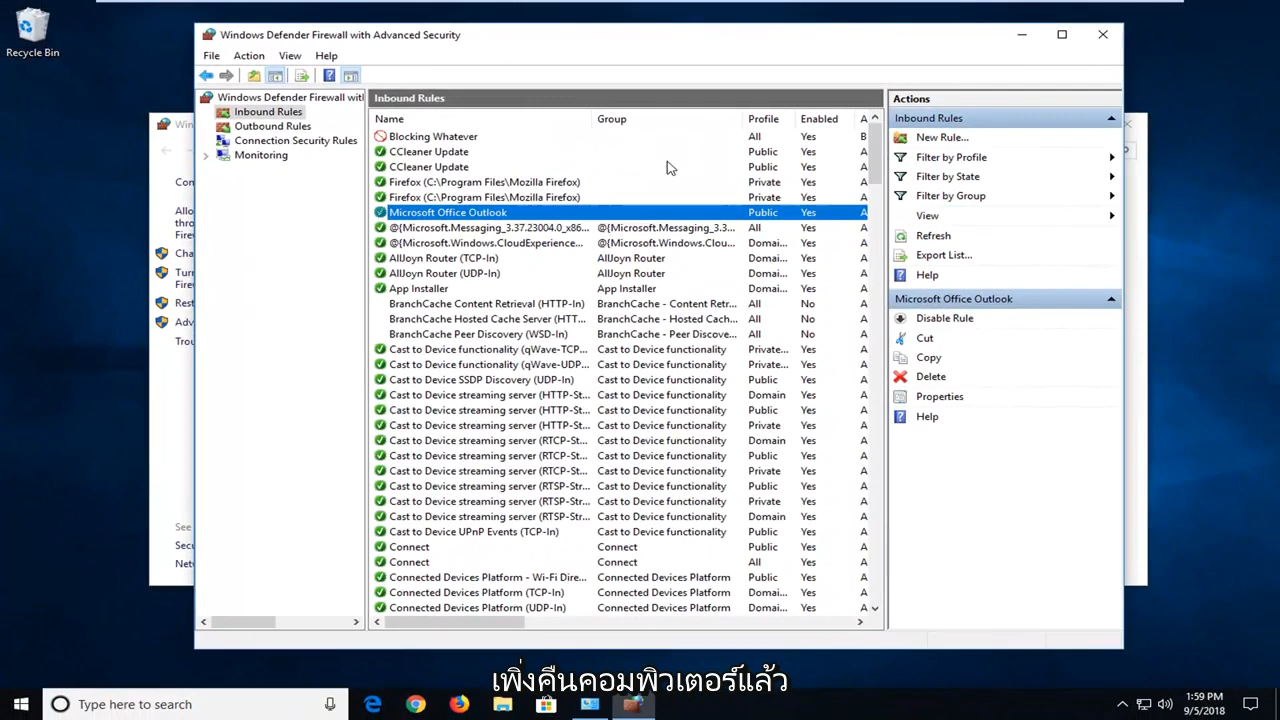 Recycle Bin
Windows Defender Firewall with Advanced Security
File Action View Help
Windows Defender Firewall with
Inbound Rules
Outbound Rules
Connection Security Rules
Monitoring
Inbound Rules
Name Group Profile Enabled A
Blocking Whatever All Yes B
CCleaner Update Public Yes A
CCleaner Update Public Yes A
Firefox (C:\Program Files\Mozilla Firefox) Private Yes A
Firefox (C:\Program Files\Mozilla Firefox) Private Yes A
Microsoft Office Outlook Public Yes A
@{Microsoft.Messaging_3.37.23004.0_x86... @{Microsoft.Messaging_3.3... All Yes A
@{Microsoft.Windows.CloudExperience... @{Microsoft.Windows.Clou... Domai... Yes A
AllJoyn Router (TCP-In) AllJoyn Router Domai... Yes A
AllJoyn Router (UDP-In) AllJoyn Router Domai... Yes A
App Installer App Installer Domai... Yes A
BranchCache Content Retrieval (HTTP-In) BranchCache - Content Retr... All No A
BranchCache Hosted Cache Server (HTT... BranchCache - Hosted Cach... All No A
BranchCache Peer Discovery (WSD-In) BranchCache - Peer Discove... All No A
Cast to Device functionality (qWave-TCP... Cast to Device functionality Private... Yes A
Cast to Device functionality (qWave-UDP... Cast to Device functionality Private... Yes A
Cast to Device SSDP Discovery (UDP-In) Cast to Device functionality Public Yes A
Cast to Device streaming server (HTTP-St... Cast to Device functionality Domain Yes A
Cast to Device streaming server (HTTP-St... Cast to Device functionality Public Yes A
Cast to Device streaming server (HTTP-St... Cast to Device functionality Private Yes A
Cast to Device streaming server (RTCP-St... Cast to Device functionality Domain Yes A
Cast to Device streaming server (RTCP-St... Cast to Device functionality Public Yes A
Cast to Device streaming server (RTCP-St... Cast to Device functionality Private Yes A
Cast to Device streaming server (RTSP-Str... Cast to Device functionality Public Yes A
Cast to Device streaming server (RTSP-Str... Cast to Device functionality Private Yes A
Cast to Device streaming server (RTSP-Str... Cast to Device functionality Domain Yes A
Cast to Device UPnP Events (TCP-In) Cast to Device functionality Public Yes A
Connect Connect Public Yes A
Connect Connect All Yes A
Connected Devices Platform - Wi-Fi Dire... Connected Devices Platform Public Yes A
Connected Devices Platform (TCP-In) Connected Devices Platform Domai... Yes A
Connected Devices Platform (UDP-In) Connected Devices Platform Domai... Yes A
Actions
Inbound Rules
New Rule...
Filter by Profile
Filter by State
Filter by Group
View
Refresh
Export List...
Help
Microsoft Office Outlook
Disable Rule
Cut
Copy
Delete
Properties
Help
Win
Con
Allo
thro
Fire
Cha
Turr
Rest
Adv
Trou
See
Secu
Netv
เพิ่งคืนคอมพิวเตอร์แล้ว
Type here to search
1:59 PM
9/5/2018